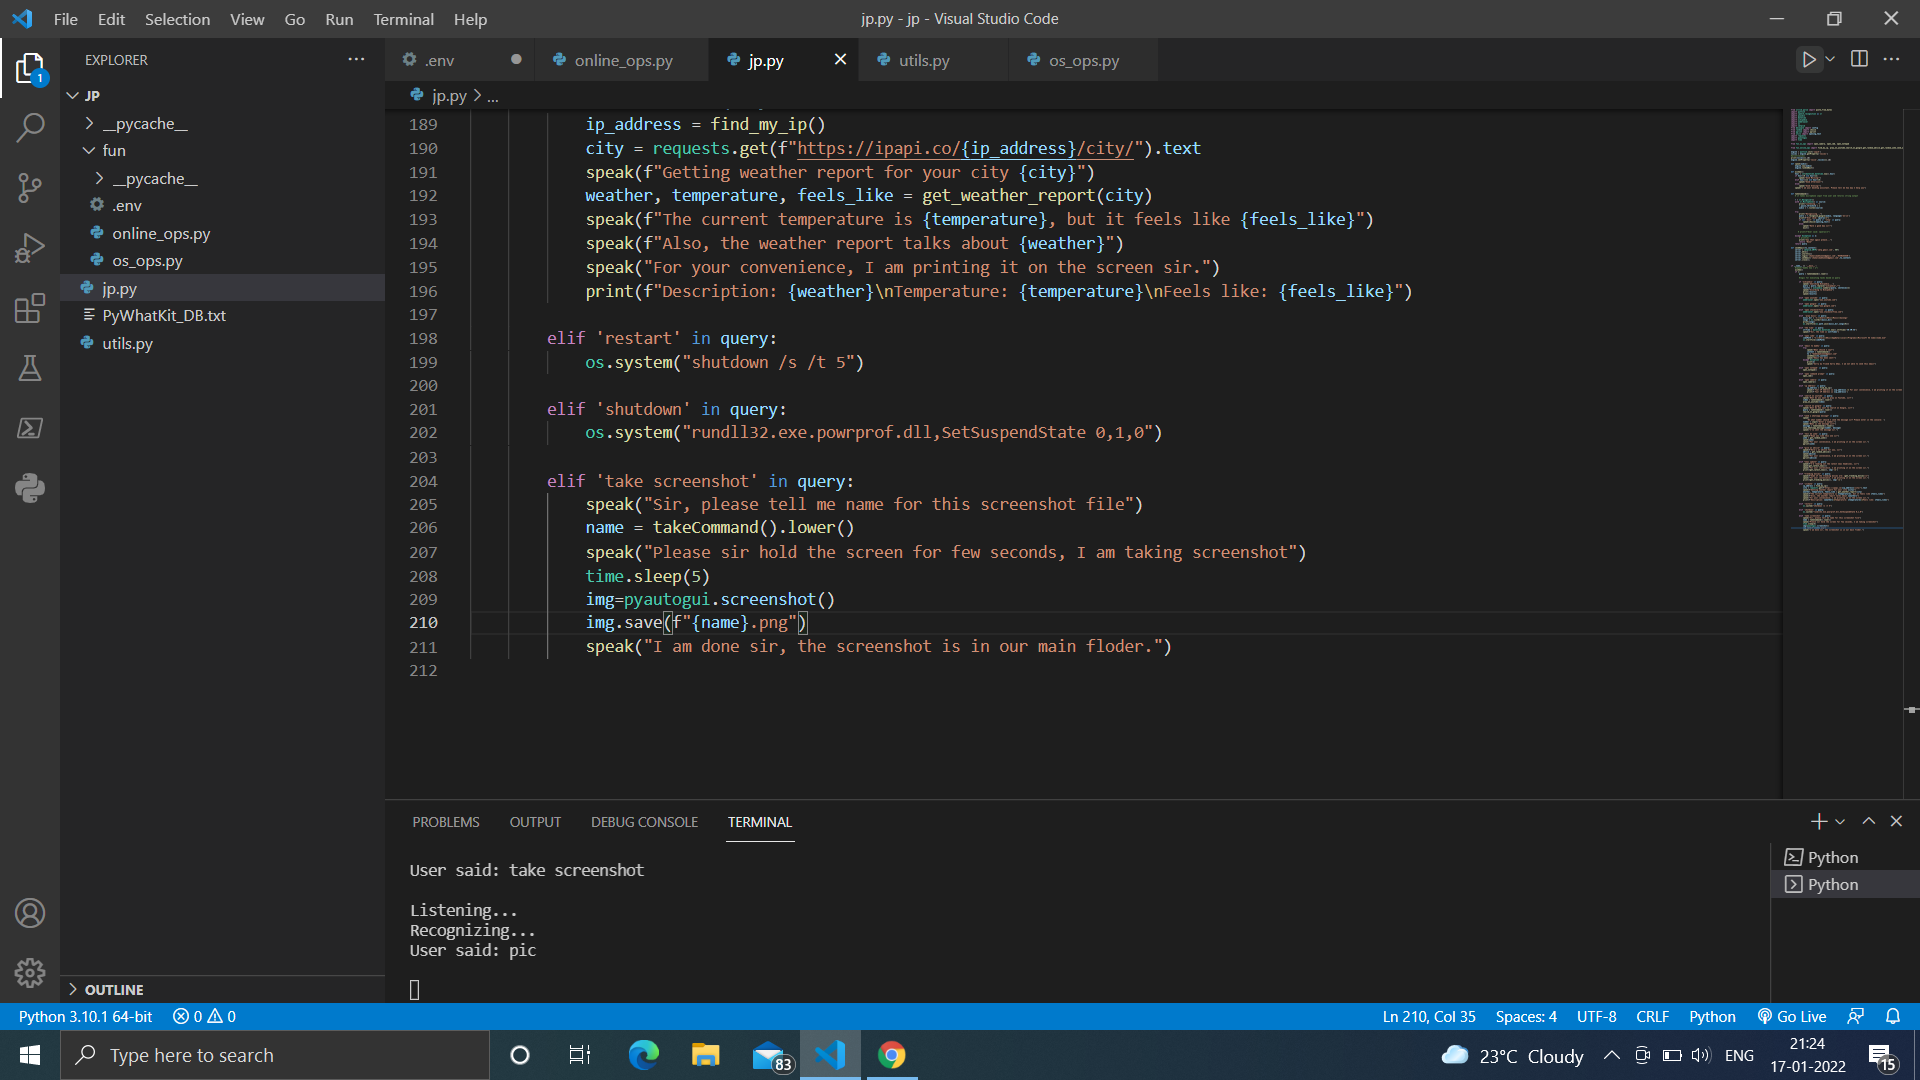 File Edit Selection View Go Run Terminal Help
jp.py - jp - Visual Studio Code
EXPLORER
.env
online_ops.py
jp.py
utils.py
os_ops.py
1
JP
__pycache__
fun
__pycache__
.env
online_ops.py
os_ops.py
jp.py
PyWhatKit_DB.txt
utils.py
OUTLINE
jp.py > ...
189 ip_address = find_my_ip()
190 city = requests.get(f"https://ipapi.co/{ip_address}/city/").text
191 speak(f"Getting weather report for your city {city}")
192 weather, temperature, feels_like = get_weather_report(city)
193 speak(f"The current temperature is {temperature}, but it feels like {feels_like}")
194 speak(f"Also, the weather report talks about {weather}")
195 speak("For your convenience, I am printing it on the screen sir.")
196 print(f"Description: {weather}\nTemperature: {temperature}\nFeels like: {feels_like}")
197
198 elif 'restart' in query:
199 os.system("shutdown /s /t 5")
200
201 elif 'shutdown' in query:
202 os.system("rundll32.exe.powrprof.dll,SetSuspendState 0,1,0")
203
204 elif 'take screenshot' in query:
205 speak("Sir, please tell me name for this screenshot file")
206 name = takeCommand().lower()
207 speak("Please sir hold the screen for few seconds, I am taking screenshot")
208 time.sleep(5)
209 img=pyautogui.screenshot()
210 img.save(f"{name}.png")
211 speak("I am done sir, the screenshot is in our main floder.")
212
PROBLEMS OUTPUT DEBUG CONSOLE TERMINAL
User said: take screenshot
Listening...
Recognizing...
User said: pic
Python
Python
Python 3.10.1 64-bit 0 0
Ln 210, Col 35 Spaces: 4 UTF-8 CRLF Python Go Live
Type here to search
83
23°C Cloudy
ENG
21:24
17-01-2022
15